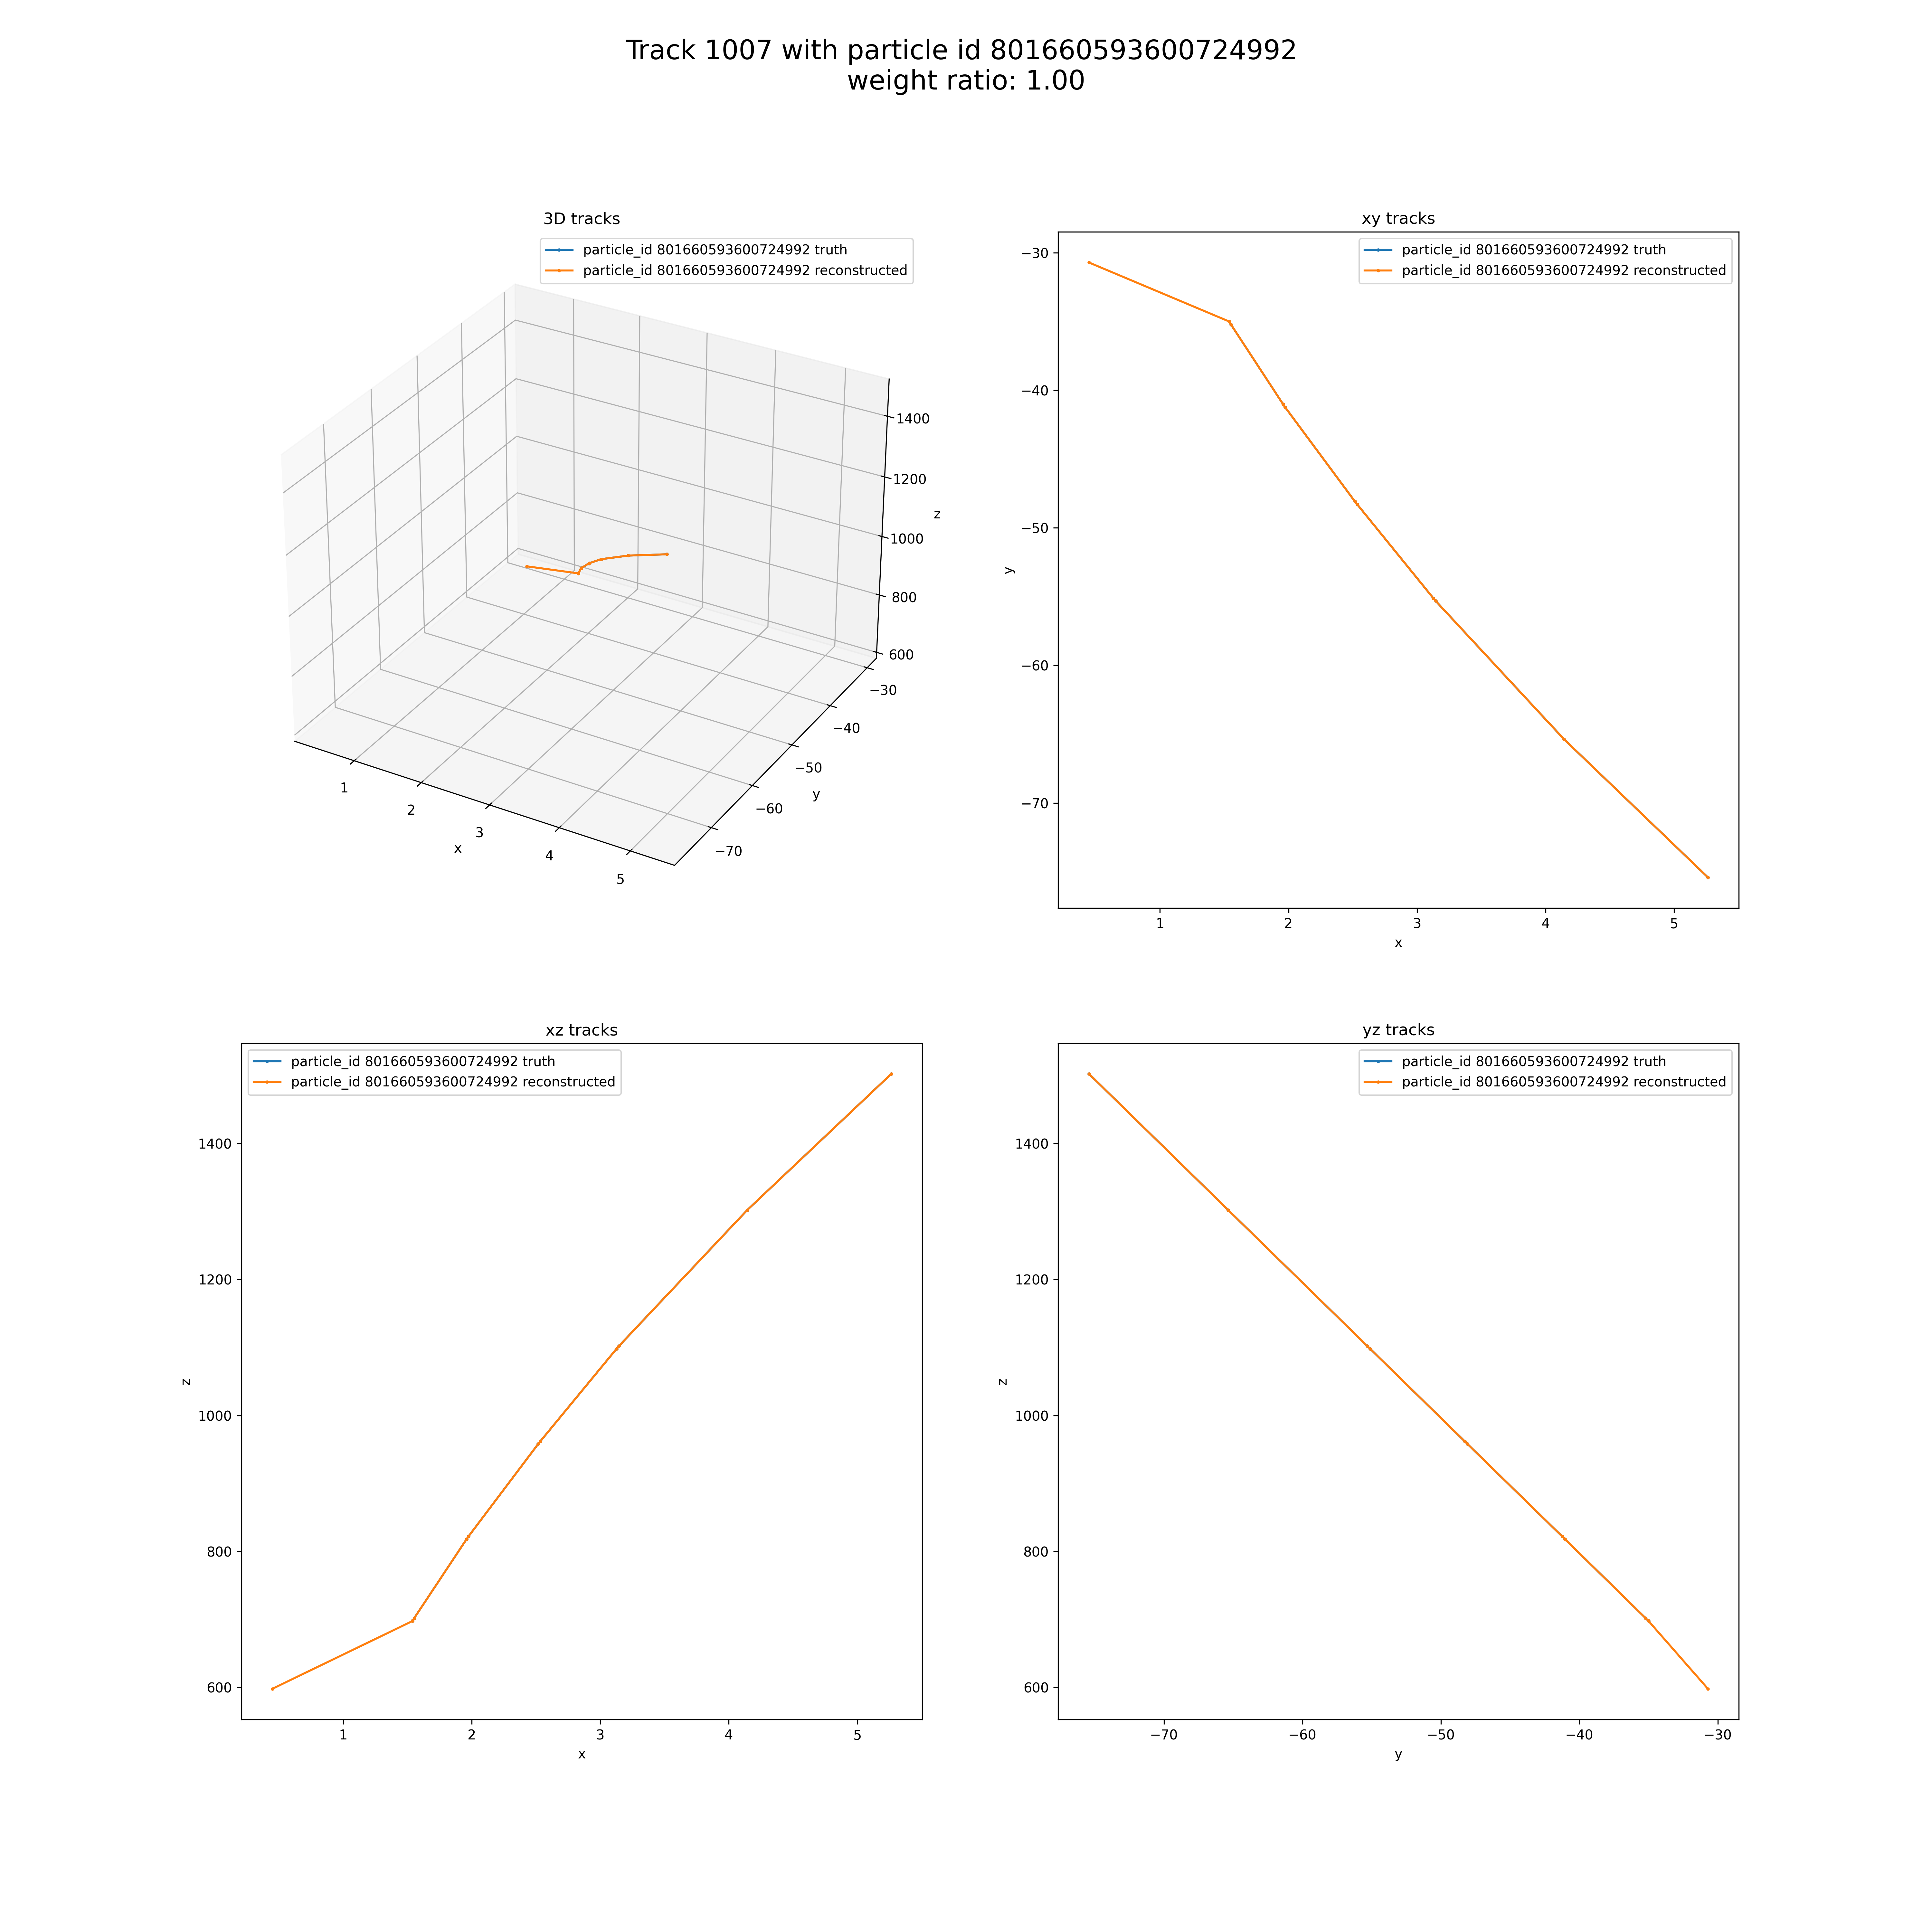 Track 1007 with particle id 801660593600724992
weight ratio: 1.00
3D tracks
particle_id 801660593600724992 truth
particle_id 801660593600724992 reconstructed
1400
1200
z
1000
800
600
−30
−40
−50
y
−60
−70
1
2
3
x
4
5
xy tracks
particle_id 801660593600724992 truth
particle_id 801660593600724992 reconstructed
−30
−40
−50
y
−60
−70
1 2 3 4 5
x
xz tracks
particle_id 801660593600724992 truth
particle_id 801660593600724992 reconstructed
1400
1200
z
1000
800
600
1 2 3 4 5
x
yz tracks
particle_id 801660593600724992 truth
particle_id 801660593600724992 reconstructed
1400
1200
z
1000
800
600
−70 −60 −50 −40 −30
y